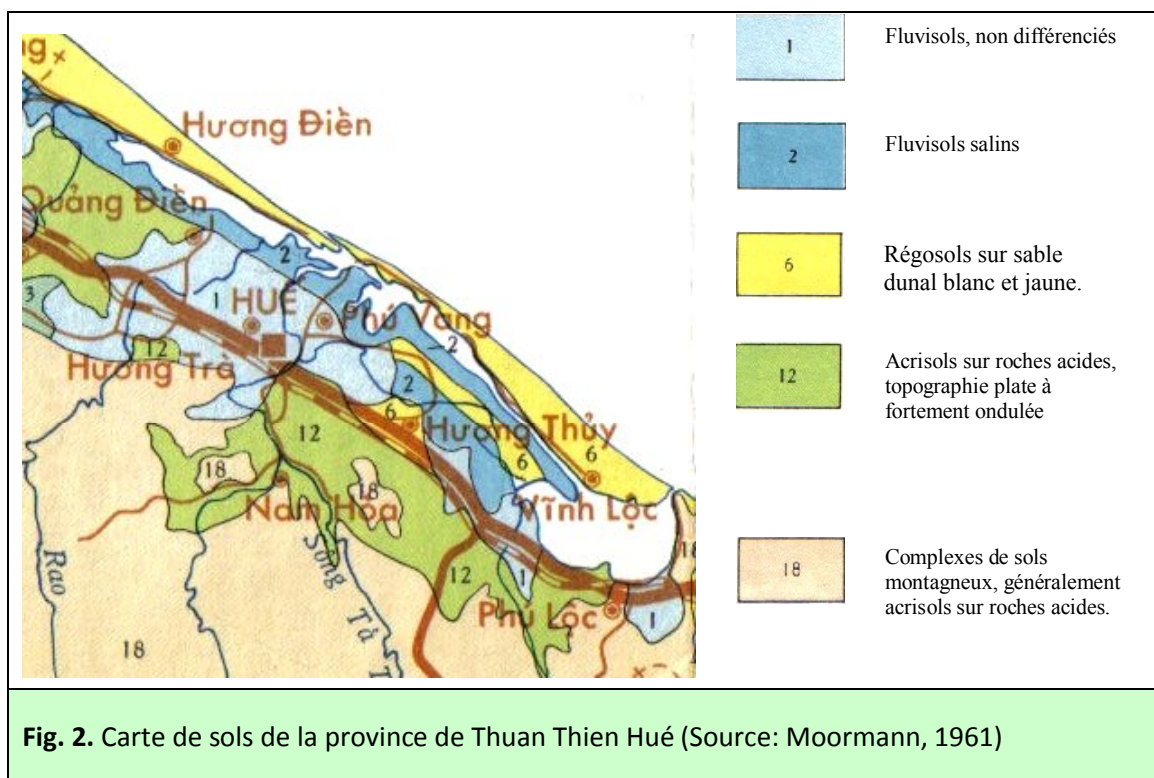 ng
Hương Điền
Quảng Điền
2
3
1
HUẾ
Phú Vang
2
12
Hương Trà
2
6
12
Hương Thủy
6
6
18
18
Nam Hòa
Vĩnh Lộc
18
Sông
Tà
T
Rao
12
1
Phú Lộc
1
18
1
Fluvisols, non différenciés
2
Fluvisols salins
6
Régosols sur sable
dunal blanc et jaune.
12
Acrisols sur roches acides,
topographie plate à
fortement ondulée
18
Complexes de sols
montagneux, généralement
acrisols sur roches acides.
Fig. 2. Carte de sols de la province de Thuan Thien Hué (Source: Moormann, 1961)